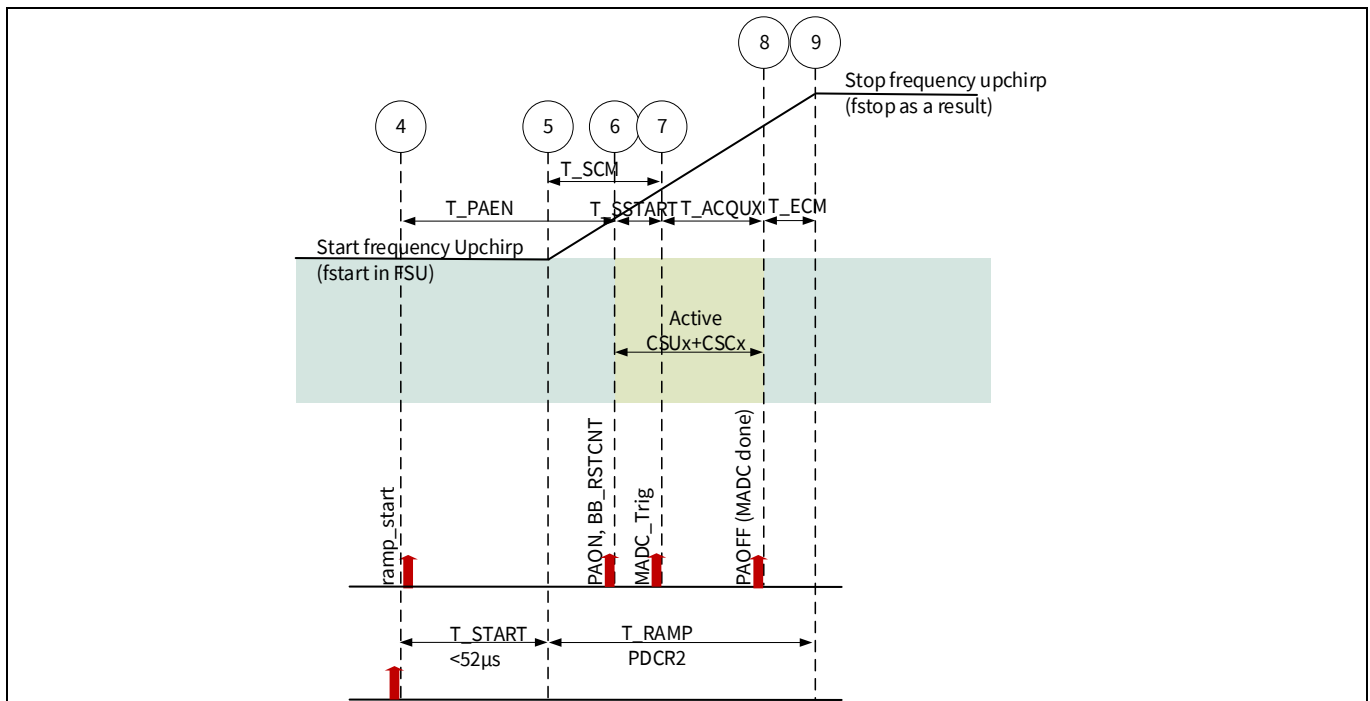 8
9
Stop frequency upchirp
(fstop as a result)
4
5
6
7
T_SCM
T_PAEN
T_SSTART
T_ACQUX
T_ECM
Start frequency Upchirp
(fstart in FSU)
Active
CSUx+CSCx
ramp_start
PAON, BB_RSTCNT
MADC_Trig
PAOFF (MADC done)
T_START
<52µs
T_RAMP
PDCR2